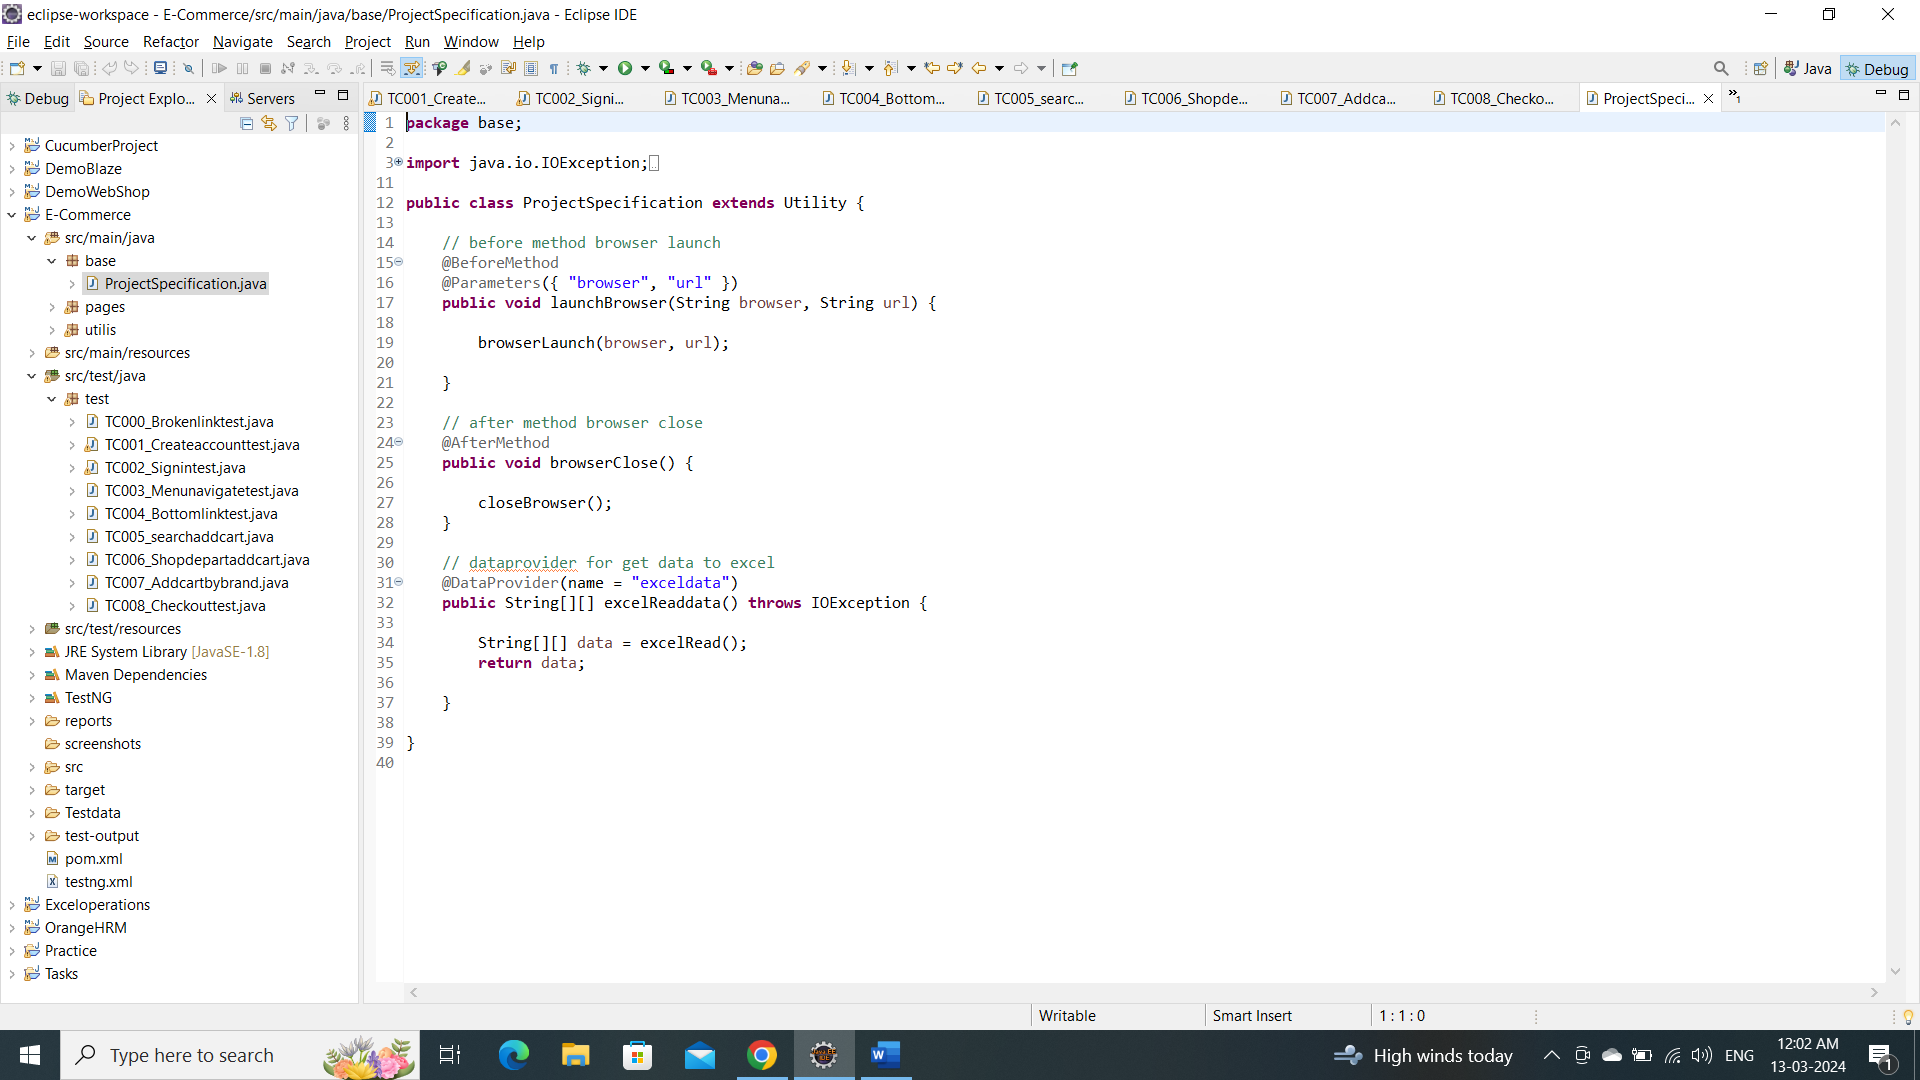 eclipse-workspace - E-Commerce/src/main/java/base/ProjectSpecification.java - Eclipse IDE
File Edit Source Refactor Navigate Search Project Run Window Help
Java Debug
Debug Project Explo... Servers
TC001_Create... TC002_Signi... TC003_Menuna... TC004_Bottom... TC005_searc... TC006_Shopde... TC007_Addca... TC008_Checko... ProjectSpeci... »1
CucumberProject
DemoBlaze
DemoWebShop
E-Commerce
src/main/java
base
ProjectSpecification.java
pages
utilis
src/main/resources
src/test/java
test
TC000_Brokenlinktest.java
TC001_Createaccounttest.java
TC002_Signintest.java
TC003_Menunavigatetest.java
TC004_Bottomlinktest.java
TC005_searchaddcart.java
TC006_Shopdepartaddcart.java
TC007_Addcartbybrand.java
TC008_Checkouttest.java
src/test/resources
JRE System Library [JavaSE-1.8]
Maven Dependencies
TestNG
reports
screenshots
src
target
Testdata
test-output
pom.xml
testng.xml
Exceloperations
OrangeHRM
Practice
Tasks
1 package base;
2
3 import java.io.IOException;
11
12 public class ProjectSpecification extends Utility {
13
14 // before method browser launch
15 @BeforeMethod
16 @Parameters({ "browser", "url" })
17 public void launchBrowser(String browser, String url) {
18
19 browserLaunch(browser, url);
20
21 }
22
23 // after method browser close
24 @AfterMethod
25 public void browserClose() {
26
27 closeBrowser();
28 }
29
30 // dataprovider for get data to excel
31 @DataProvider(name = "exceldata")
32 public String[][] excelReaddata() throws IOException {
33
34 String[][] data = excelRead();
35 return data;
36
37 }
38
39 }
40
Writable Smart Insert 1 : 1 : 0
Type here to search
High winds today
ENG
12:02 AM
13-03-2024
1